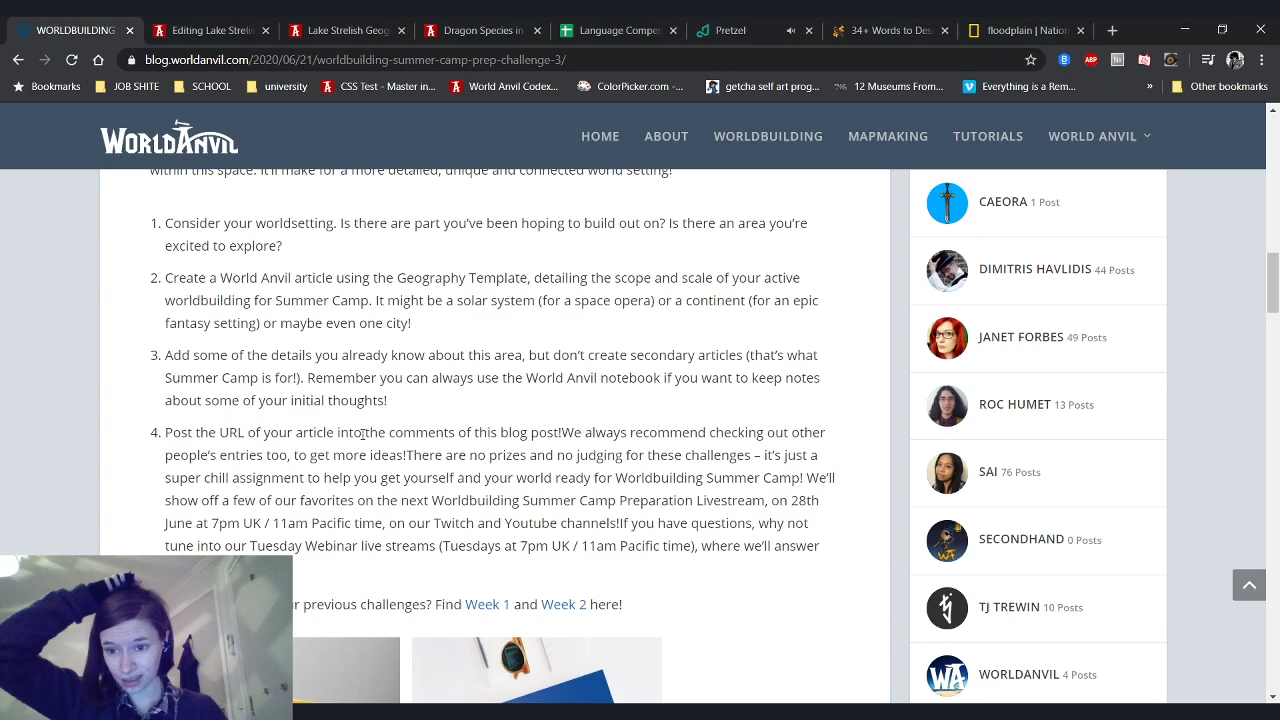 WORLDBUILDING
Editing Lake Strelis
Lake Strelish Geog
Dragon Species in
Language Compen
Pretzel
34+ Words to Des
floodplain | Nation
blog.worldanvil.com/2020/06/21/worldbuilding-summer-camp-prep-challenge-3/
Bookmarks
JOB SHITE
SCHOOL
university
CSS Test - Master in...
World Anvil Codex...
ColorPicker.com -...
getcha self art prog...
12 Museums From...
Everything is a Rem...
»
Other bookmarks
WORLDANVIL
HOME
ABOUT
WORLDBUILDING
MAPMAKING
TUTORIALS
WORLD ANVIL
within this space. It'll make for a more detailed, unique and connected world setting!
1. Consider your worldsetting. Is there are part you've been hoping to build out on? Is there an area you're
excited to explore?
2. Create a World Anvil article using the Geography Template, detailing the scope and scale of your active
worldbuilding for Summer Camp. It might be a solar system (for a space opera) or a continent (for an epic
fantasy setting) or maybe even one city!
3. Add some of the details you already know about this area, but don't create secondary articles (that's what
Summer Camp is for!). Remember you can always use the World Anvil notebook if you want to keep notes
about some of your initial thoughts!
4. Post the URL of your article into the comments of this blog post!We always recommend checking out other
people's entries too, to get more ideas!There are no prizes and no judging for these challenges – it's just a
super chill assignment to help you get yourself and your world ready for Worldbuilding Summer Camp! We'll
show off a few of our favorites on the next Worldbuilding Summer Camp Preparation Livestream, on 28th
June at 7pm UK / 11am Pacific time, on our Twitch and Youtube channels!If you have questions, why not
tune into our Tuesday Webinar live streams (Tuesdays at 7pm UK / 11am Pacific time), where we'll answer
previous challenges? Find Week 1 and Week 2 here!
CAEORA 1 Post
DIMITRIS HAVLIDIS 44 Posts
JANET FORBES 49 Posts
ROC HUMET 13 Posts
SAI 76 Posts
SECONDHAND 0 Posts
TJ TREWIN 10 Posts
WORLDANVIL 4 Posts